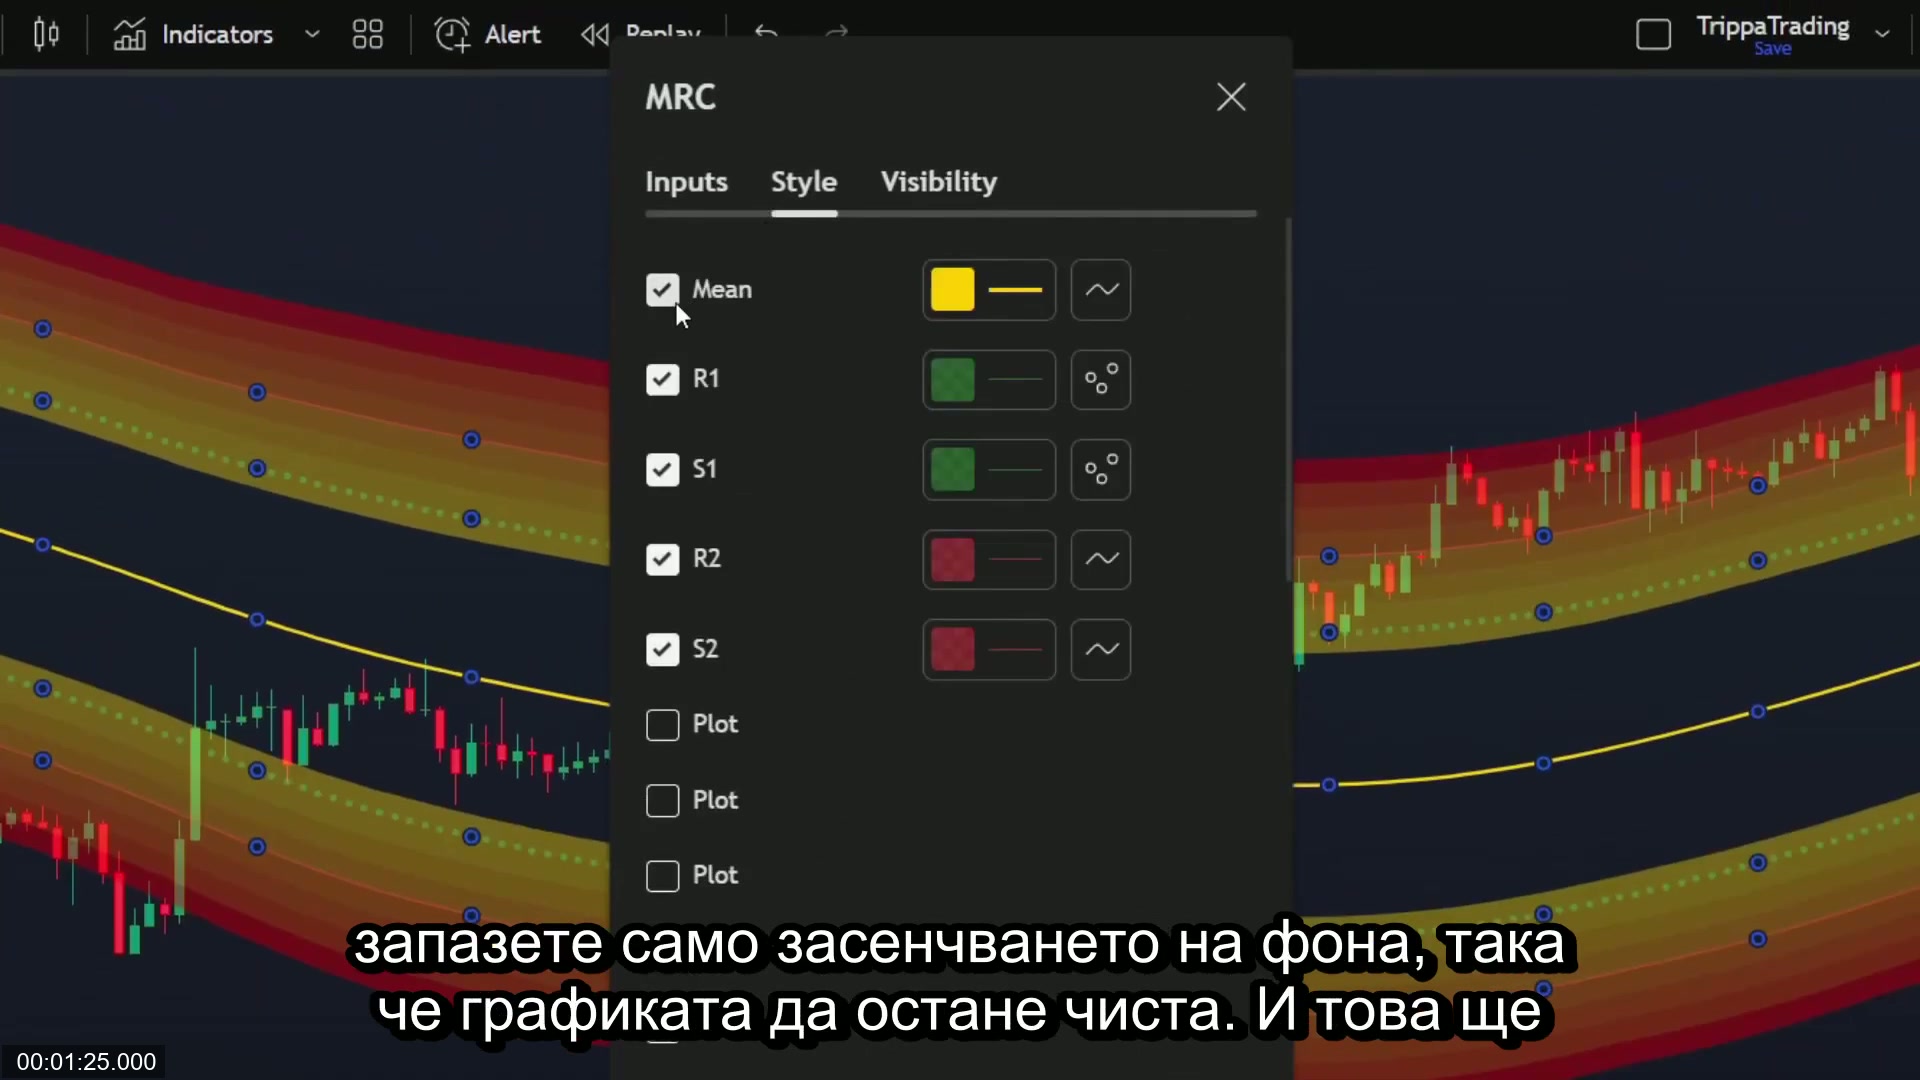 Indicators
Alert
Replay
TrippaTrading
Save
MRC
Inputs
Style
Visibility
Mean
R1
S1
R2
S2
Plot
Plot
Plot
запазете само засенчването на фона, така
че графиката да остане чиста. И това ще
00:01:25.000